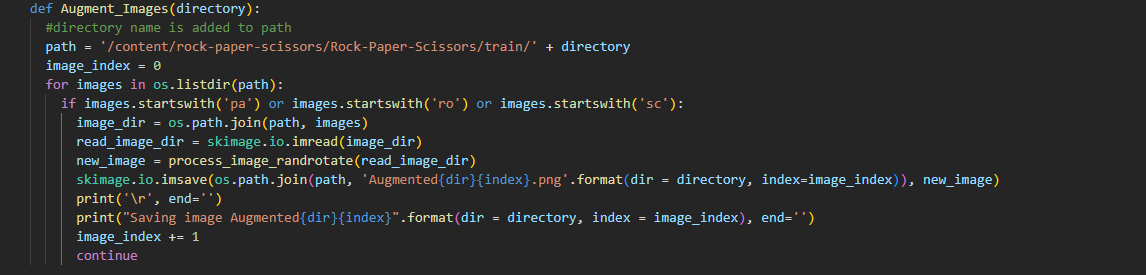 def Augment_Images(directory):
#directory name is added to path
path = '/content/rock-paper-scissors/Rock-Paper-Scissors/train/' + directory
image_index = 0
for images in os.listdir(path):
if images.startswith('pa') or images.startswith('ro') or images.startswith('sc'):
image_dir = os.path.join(path, images)
read_image_dir = skimage.io.imread(image_dir)
new_image = process_image_randrotate(read_image_dir)
skimage.io.imsave(os.path.join(path, 'Augmented{dir}{index}.png'.format(dir = directory, index=image_index)), new_image)
print('\r', end='')
print("Saving image Augmented{dir}{index}".format(dir = directory, index = image_index), end='')
image_index += 1
continue